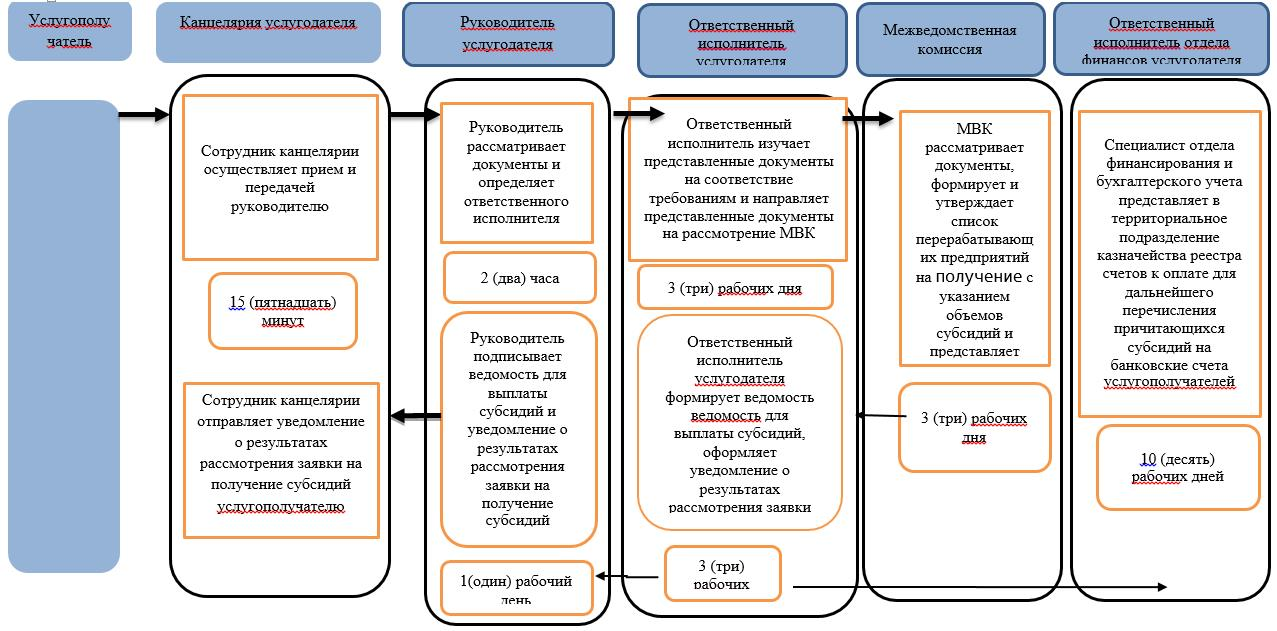 Услугополу
чатель
Канцелярия услугодателя
Руководитель
услугодателя
Ответственный
исполнитель
услугодателя
Межведомственная
комиссия
Ответственный
исполнитель отдела
финансов услугодателя
Сотрудник канцелярии
осуществляет прием и
передачей
руководителю
15 (пятнадцать)
минут
Сотрудник канцелярии
отправляет уведомление
о результатах
рассмотрения заявки на
получение субсидий
услугополучателю
Руководитель
рассматривает
документы и
определяет
ответственного
исполнителя
2 (два) часа
Руководитель
подписывает
ведомость для
выплаты
субсидий и
уведомление о
результатах
рассмотрения
заявки на
получение
субсидий
1(один) рабочий
день
Ответственный
исполнитель изучает
представленные документы
на соответствие
требованиям и направляет
представленные документы
на рассмотрение МВК
3 (три) рабочих дня
Ответственный
исполнитель
услугодателя
формирует ведомость
ведомость для
выплаты субсидий,
оформляет
уведомление о
результатах
рассмотрения заявки
3 (три)
рабочих
МВК
рассматривает
документы,
формирует и
утверждает
список
перерабатывающ
их предприятий
на получение с
указанием
объемов
субсидий и
представляет
3 (три) рабочих
дня
Специалист отдела
финансирования и
бухгалтерского учета
представляет в
территориальное
подразделение
казначейства реестра
счетов к оплате для
дальнейшего
перечисления
причитающихся
субсидий на
банковские счета
услугополучателей
10 (десять)
рабочих дней